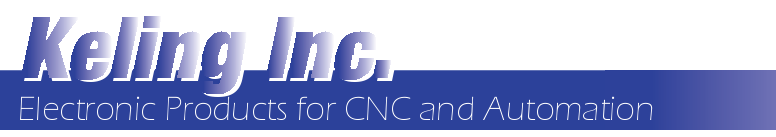 Keling Inc.
Electronic Products for CNC and Automation